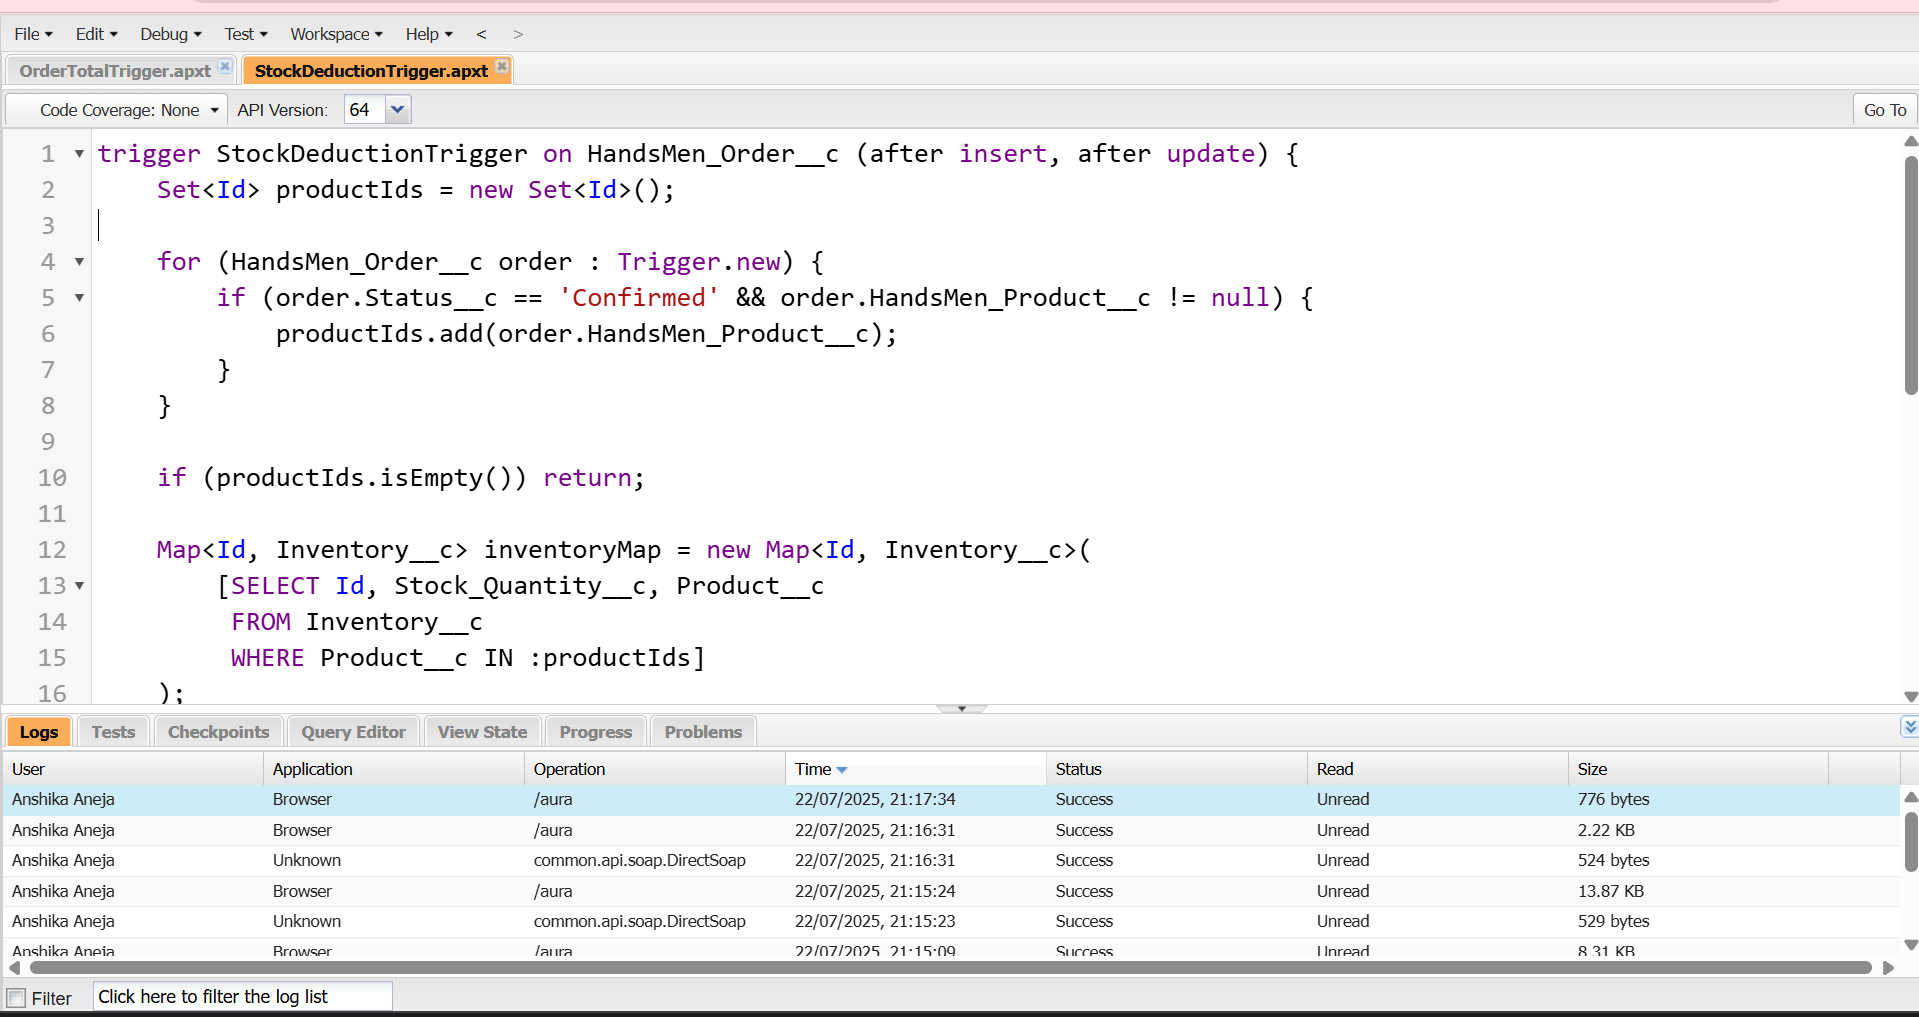 File Edit Debug Test Workspace Help < >
OrderTotalTrigger.apxt StockDeductionTrigger.apxt
Code Coverage: None API Version: 64 Go To
1 trigger StockDeductionTrigger on HandsMen_Order__c (after insert, after update) {
2     Set<Id> productIds = new Set<Id>();
3
4     for (HandsMen_Order__c order : Trigger.new) {
5         if (order.Status__c == 'Confirmed' && order.HandsMen_Product__c != null) {
6             productIds.add(order.HandsMen_Product__c);
7         }
8     }
9
10     if (productIds.isEmpty()) return;
11
12     Map<Id, Inventory__c> inventoryMap = new Map<Id, Inventory__c>(
13         [SELECT Id, Stock_Quantity__c, Product__c
14          FROM Inventory__c
15          WHERE Product__c IN :productIds]
16     );
Logs Tests Checkpoints Query Editor View State Progress Problems
User Application Operation Time Status Read Size
Anshika Aneja Browser /aura 22/07/2025, 21:17:34 Success Unread 776 bytes
Anshika Aneja Browser /aura 22/07/2025, 21:16:31 Success Unread 2.22 KB
Anshika Aneja Unknown common.api.soap.DirectSoap 22/07/2025, 21:16:31 Success Unread 524 bytes
Anshika Aneja Browser /aura 22/07/2025, 21:15:24 Success Unread 13.87 KB
Anshika Aneja Unknown common.api.soap.DirectSoap 22/07/2025, 21:15:23 Success Unread 529 bytes
Anshika Aneja Browser /aura 22/07/2025, 21:15:09 Success Unread 8.31 KB
Filter Click here to filter the log list